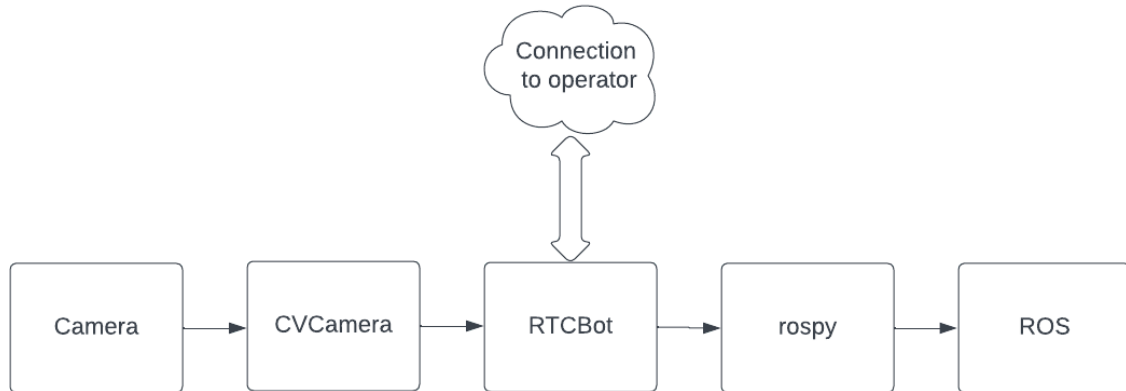 Connection
to operator
Camera
CVCamera
RTCBot
rospy
ROS